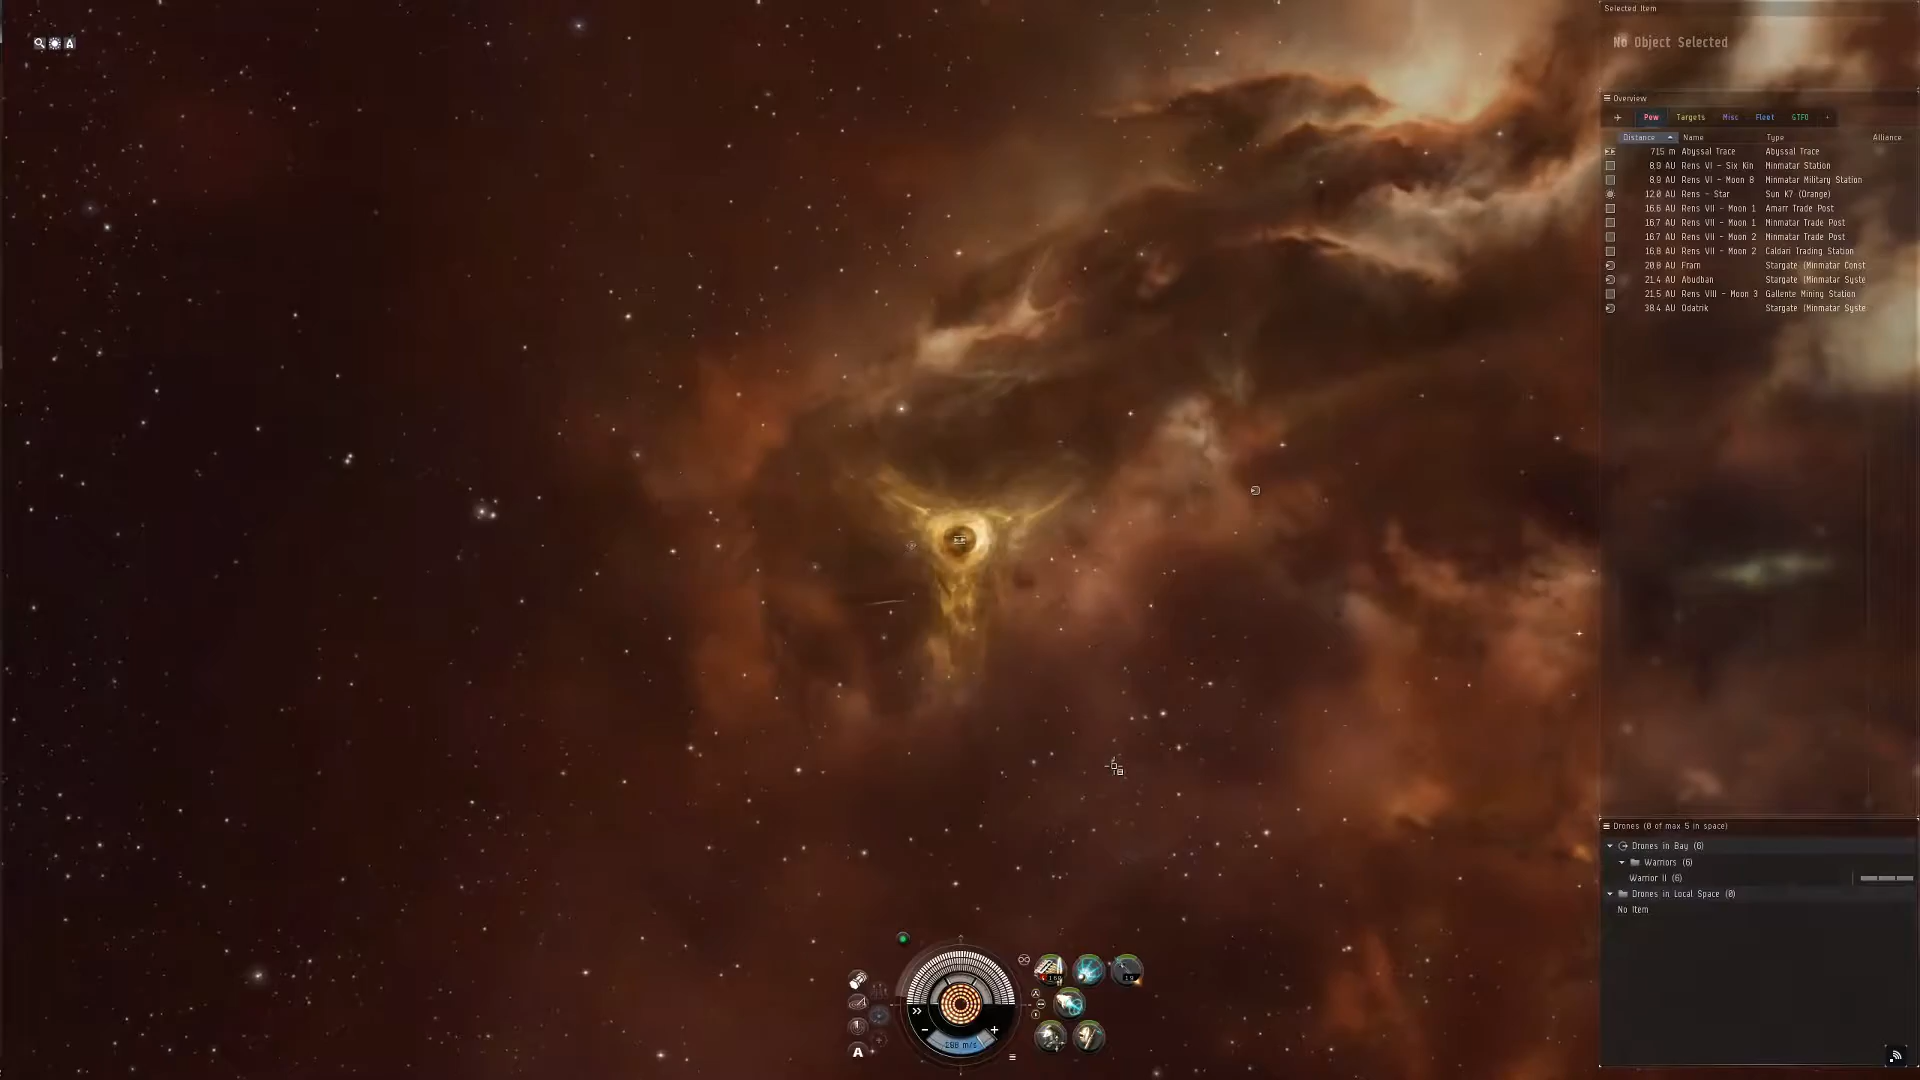 Selected Item
A
No Object Selected
Overview
+ Pew Targets Misc Fleet GTFO
Distance Name Type Alliance
715 m Abyssal Trace Abyssal Trace
8.9 AU Rens VI - Six Kin Minmatar Station
8.9 AU Rens VI - Moon 8 Minmatar Military Station
12.0 AU Rens - Star Sun K7 (Orange)
16.6 AU Rens VII - Moon 1 Amarr Trade Post
16.7 AU Rens VII - Moon 1 Minmatar Trade Post
16.7 AU Rens VII - Moon 2 Minmatar Trade Post
16.8 AU Rens VII - Moon 2 Caldari Trading Station
20.8 AU Frarn Stargate (Minmatar Const
21.4 AU Abudban Stargate (Minmatar Syste
21.5 AU Rens VIII - Moon 3 Gallente Mining Station
38.4 AU Odatrik Stargate (Minmatar Syste
Drones (0 of max 5 in space)
Drones in Bay (6)
Warriors (6)
Warrior II (6)
Drones in Local Space (0)
No Item
160
19
- +
288 m/s
A